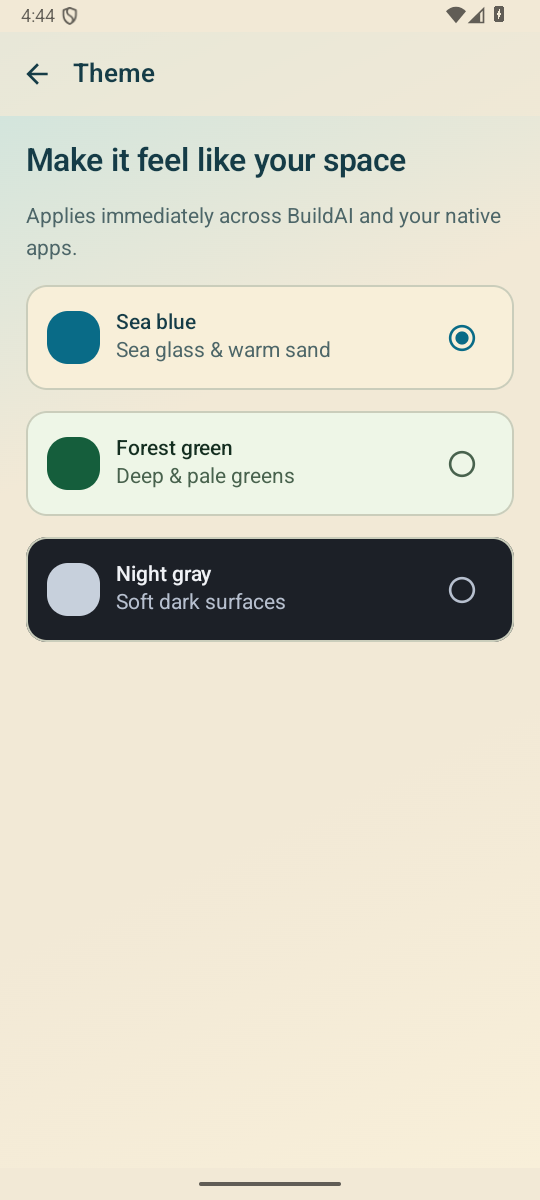 4:44
Theme
Make it feel like your space
Applies immediately across BuildAI and your native
apps.
Sea blue
Sea glass & warm sand
Forest green
Deep & pale greens
Night gray
Soft dark surfaces